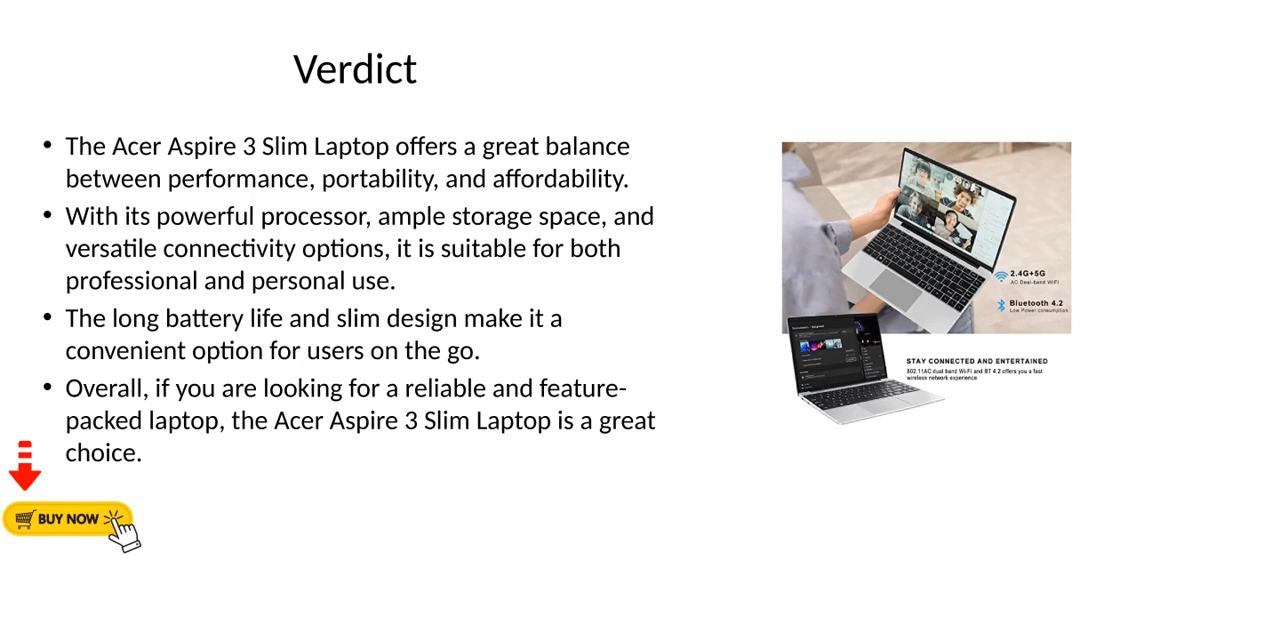 Verdict
• The Acer Aspire 3 Slim Laptop offers a great balance
between performance, portability, and affordability.
• With its powerful processor, ample storage space, and
versatile connectivity options, it is suitable for both
professional and personal use.
• The long battery life and slim design make it a
convenient option for users on the go.
• Overall, if you are looking for a reliable and feature-
packed laptop, the Acer Aspire 3 Slim Laptop is a great
choice.
BUY NOW
2.4G+5G
AC Dual-band WiFi
Bluetooth 4.2
Low Power consumption
STAY CONNECTED AND ENTERTAINED
802.11AC dual band Wi-Fi and BT 4.2 offers you a fast
wireless network experience